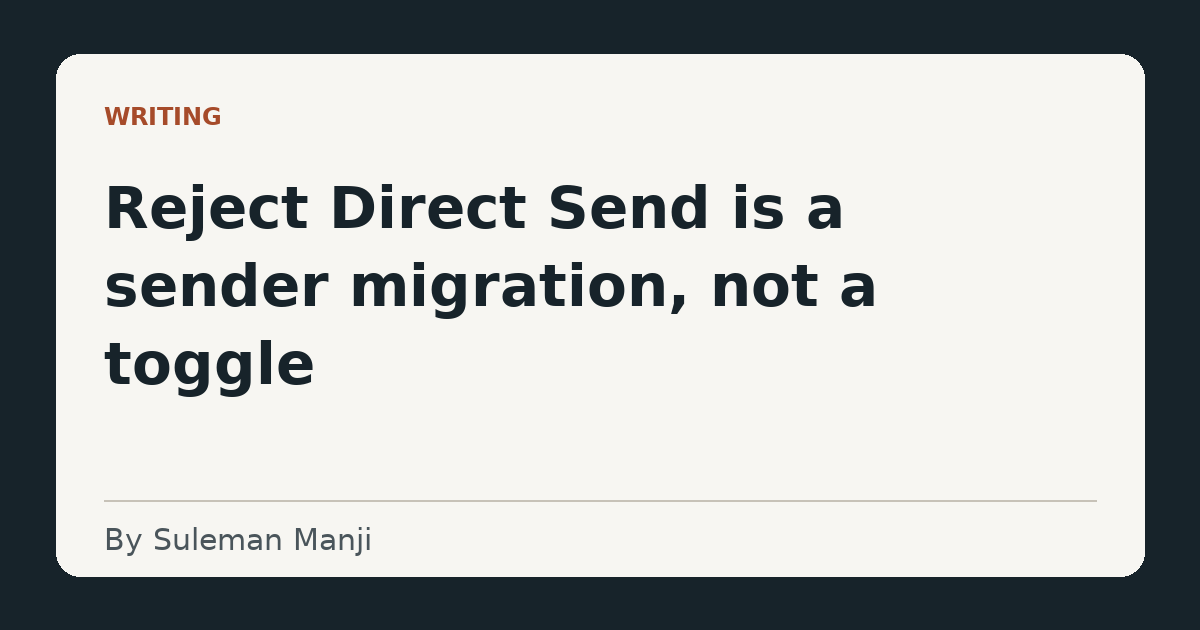 WRITING
Reject Direct Send is a
sender migration, not a
toggle
By Suleman Manji